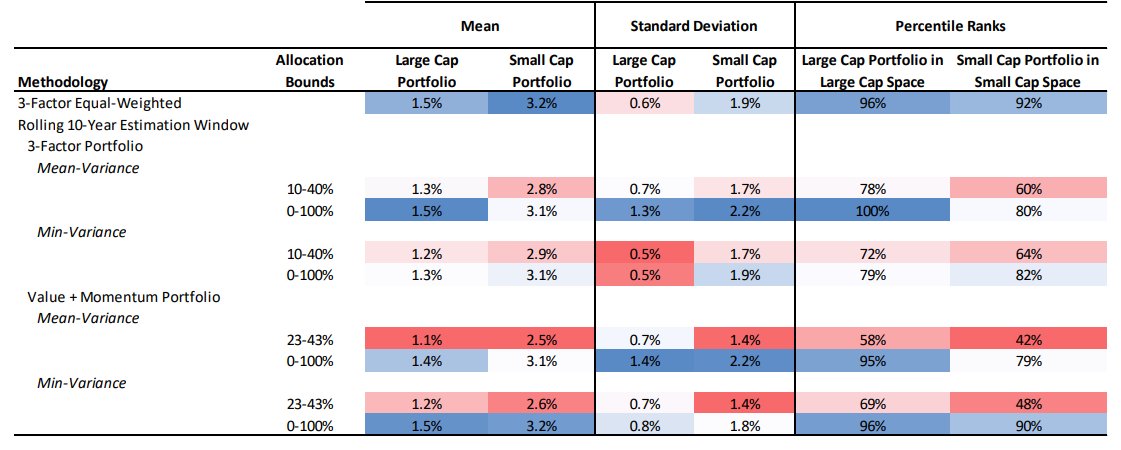 Mean Standard Deviation Percentile Ranks
Allocation Large Cap Small Cap Large Cap Small Cap Large Cap Portfolio in Small Cap Portfolio in
Methodology Bounds Portfolio Portfolio Portfolio Portfolio Large Cap Space Small Cap Space
3-Factor Equal-Weighted 1.5% 3.2% 0.6% 1.9% 96% 92%
Rolling 10-Year Estimation Window
3-Factor Portfolio
Mean-Variance
10-40% 1.3% 2.8% 0.7% 1.7% 78% 60%
0-100% 1.5% 3.1% 1.3% 2.2% 100% 80%
Min-Variance
10-40% 1.2% 2.9% 0.5% 1.7% 72% 64%
0-100% 1.3% 3.1% 0.5% 1.9% 79% 82%
Value + Momentum Portfolio
Mean-Variance
23-43% 1.1% 2.5% 0.7% 1.4% 58% 42%
0-100% 1.4% 3.1% 1.4% 2.2% 95% 79%
Min-Variance
23-43% 1.2% 2.6% 0.7% 1.4% 69% 48%
0-100% 1.5% 3.2% 0.8% 1.8% 96% 90%